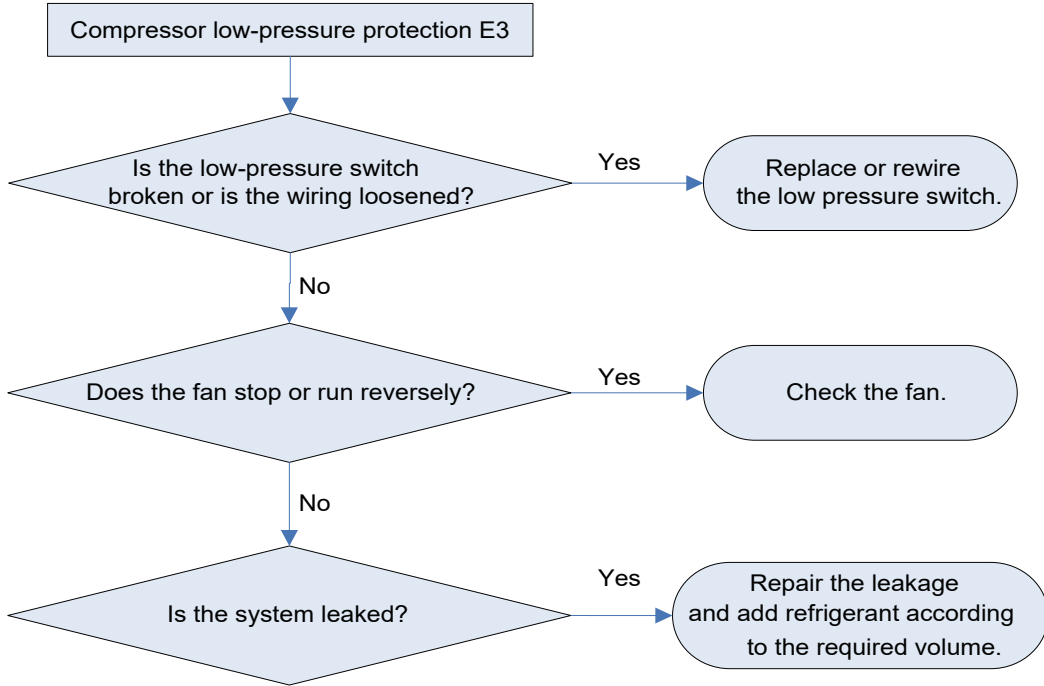 Compressor low-pressure protection E3
Is the low-pressure switch
broken or is the wiring loosened?
Yes
Replace or rewire
the low pressure switch.
No
Does the fan stop or run reversely?
Yes
Check the fan.
No
Is the system leaked?
Yes
Repair the leakage
and add refrigerant according
to the required volume.